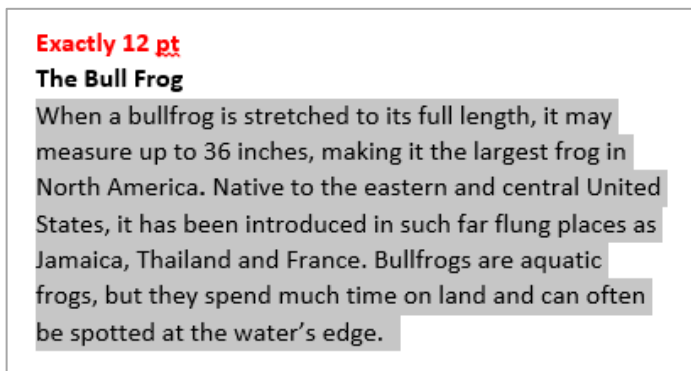 Exactly 12 pt
The Bull Frog
When a bullfrog is stretched to its full length, it may
measure up to 36 inches, making it the largest frog in
North America. Native to the eastern and central United
States, it has been introduced in such far flung places as
Jamaica, Thailand and France. Bullfrogs are aquatic
frogs, but they spend much time on land and can often
be spotted at the water’s edge.